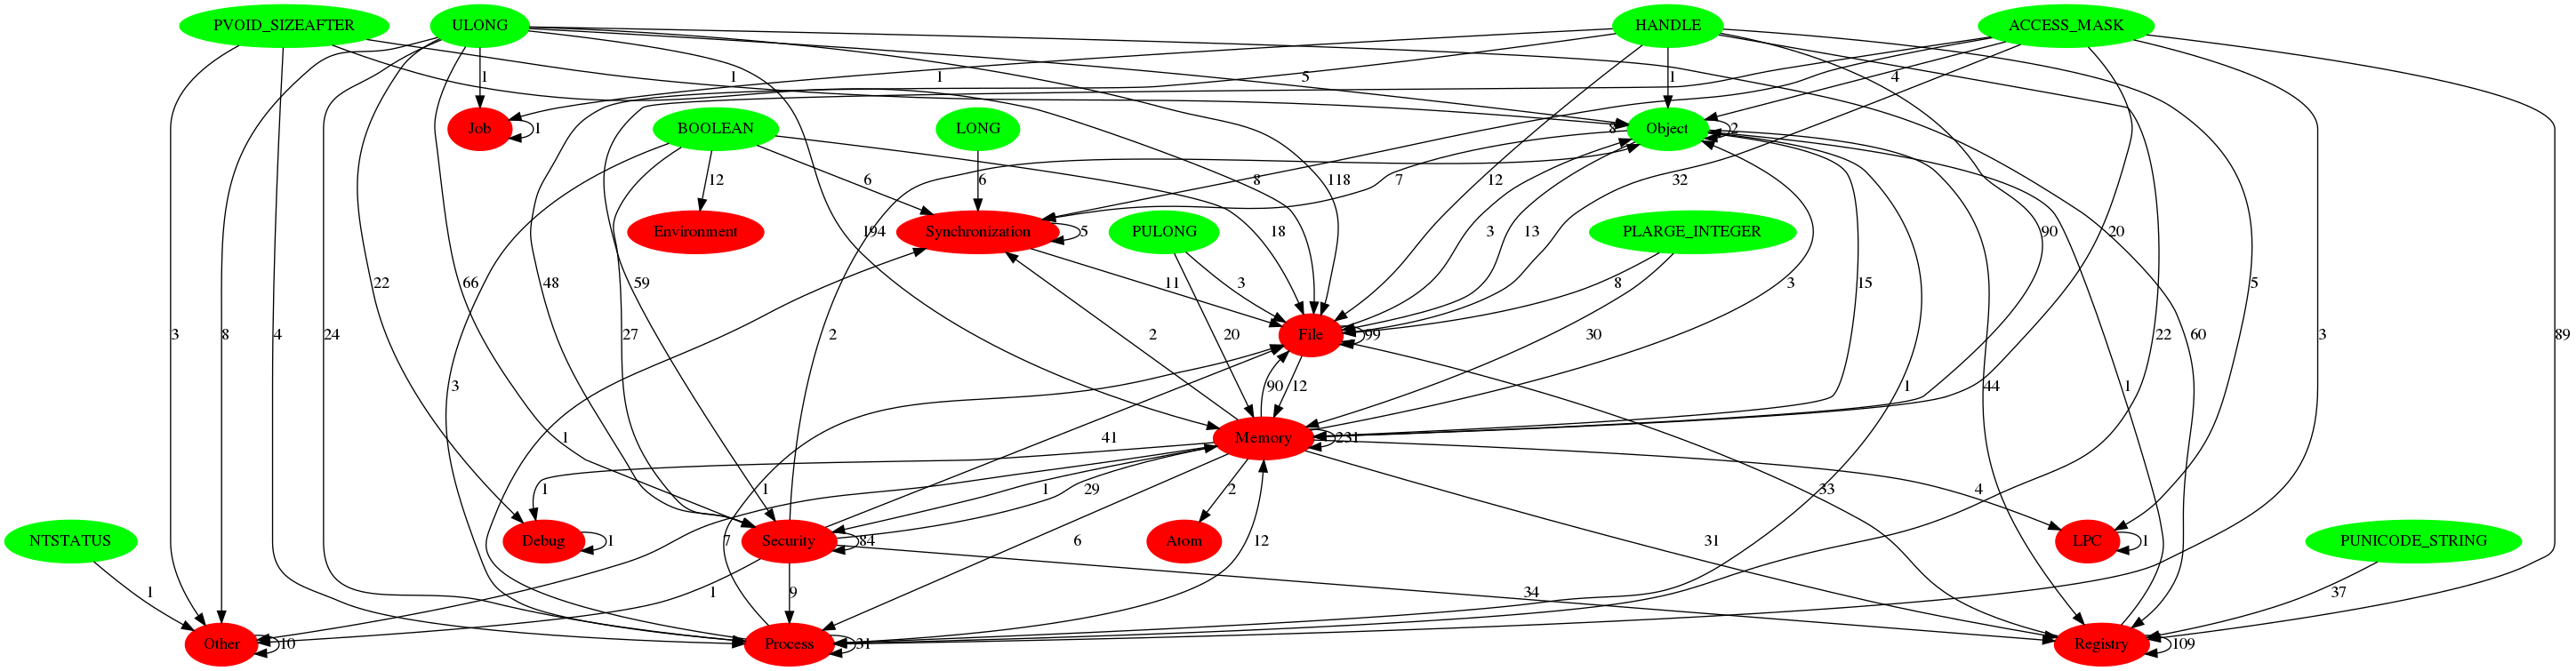 PVOID_SIZEAFTER ULONG HANDLE ACCESS_MASK
1 1 1 5 1 4
Job 1 BOOLEAN LONG Object 2
12 6 6 8 7 8 118 12 32
Environment Synchronization 5 PULONG PLARGE_INTEGER
194 18 3 13 90 20
22 66 48 59 11 3 8 15 5
3 8 4 24 27 2 2 20 File 99 30 3 22 60 3 89
3 90 12 1 44 1
1 41 Memory 231
1 1 1 29 2 33 4
NTSTATUS Debug 1 Security 84 Atom LPC 1 PUNICODE_STRING
7 6 12 31
1 1 9 34 37
Other 10 Process 31 Registry 109